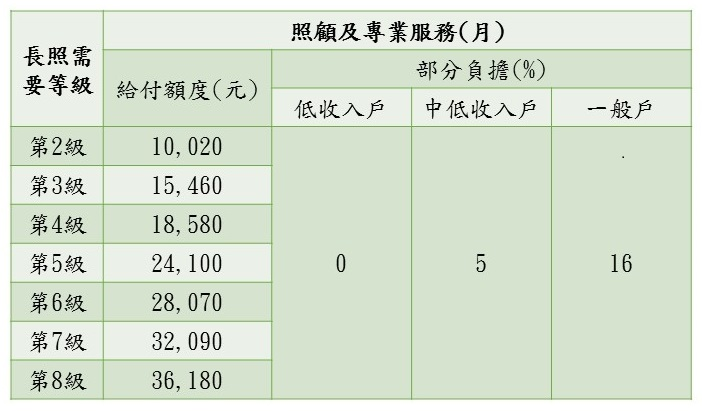 長照需要等級
照顧及專業服務(月)
給付額度(元)
部分負擔(%)
低收入戶
中低收入戶
一般戶
第2級 10,020
第3級 15,460
第4級 18,580
第5級 24,100 0 5 16
第6級 28,070
第7級 32,090
第8級 36,180